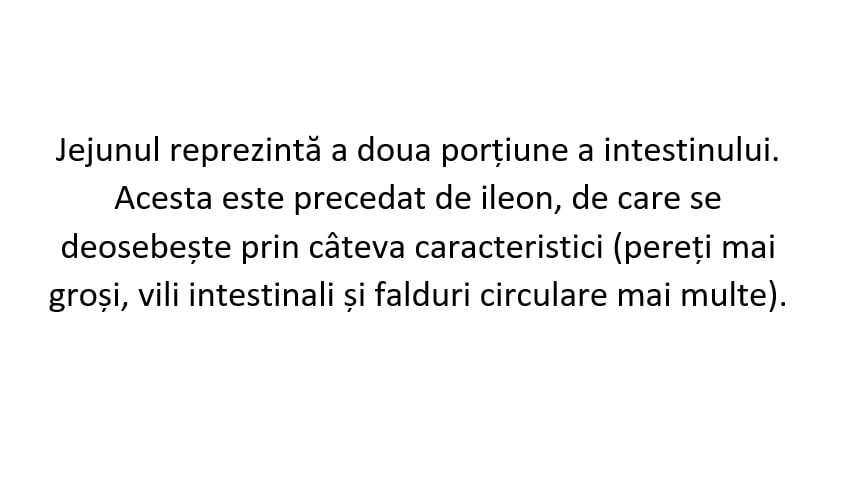 Jejunul reprezintă a doua porțiune a intestinului.
Acesta este precedat de ileon, de care se
deosebește prin câteva caracteristici (pereți mai
groși, vili intestinali și falduri circulare mai multe).